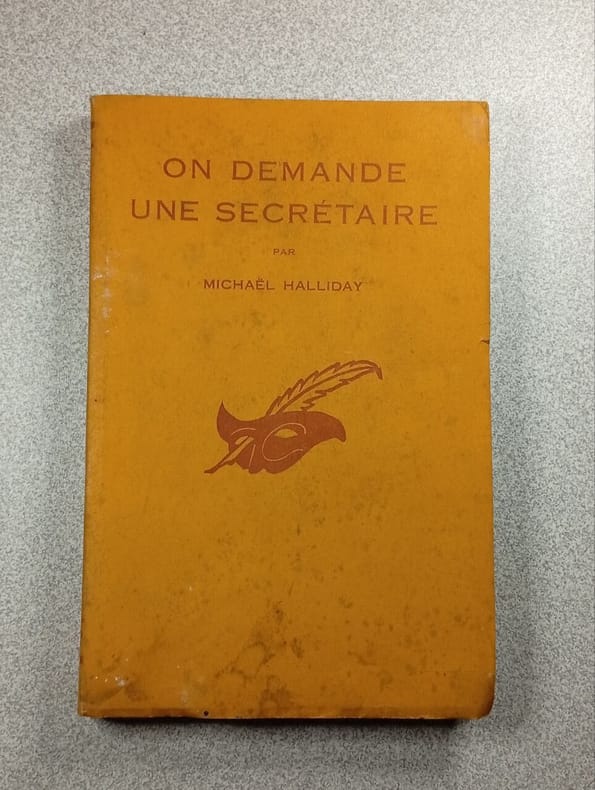 ON DEMANDE
UNE SECRÉTAIRE
PAR
MICHAËL HALLIDAY